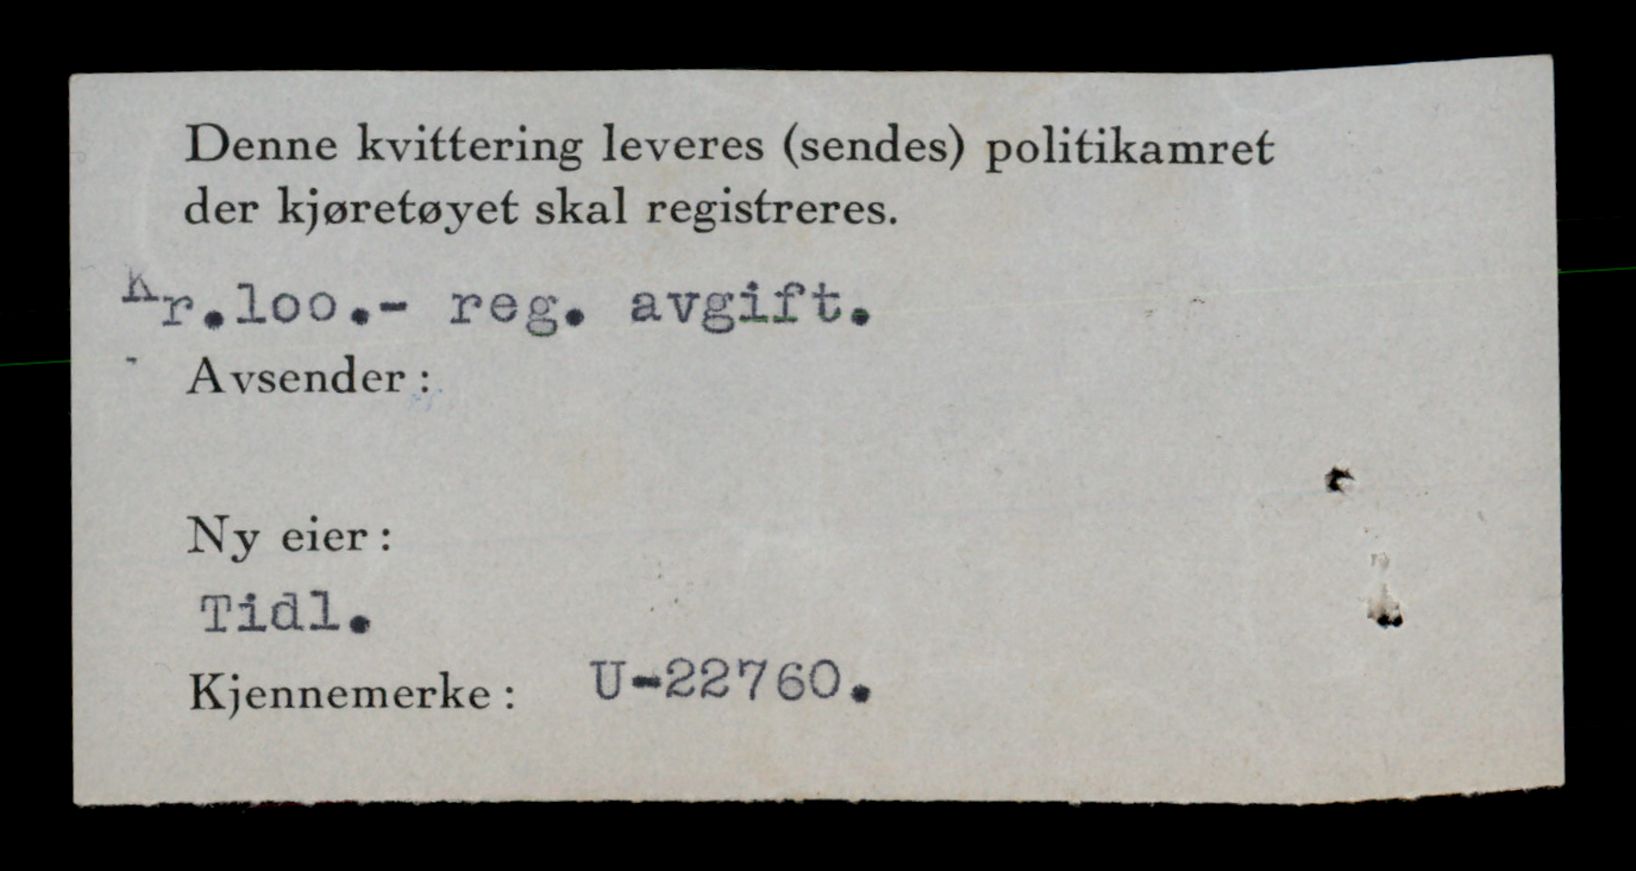 Denne kvittering leveres (sendes) politikamret
der kjøretøyet skal registreres.
Kr.loo.- reg. avgift.
Avsender:
Ny eier:
Tidl.
Kjennemerke: U-22760.